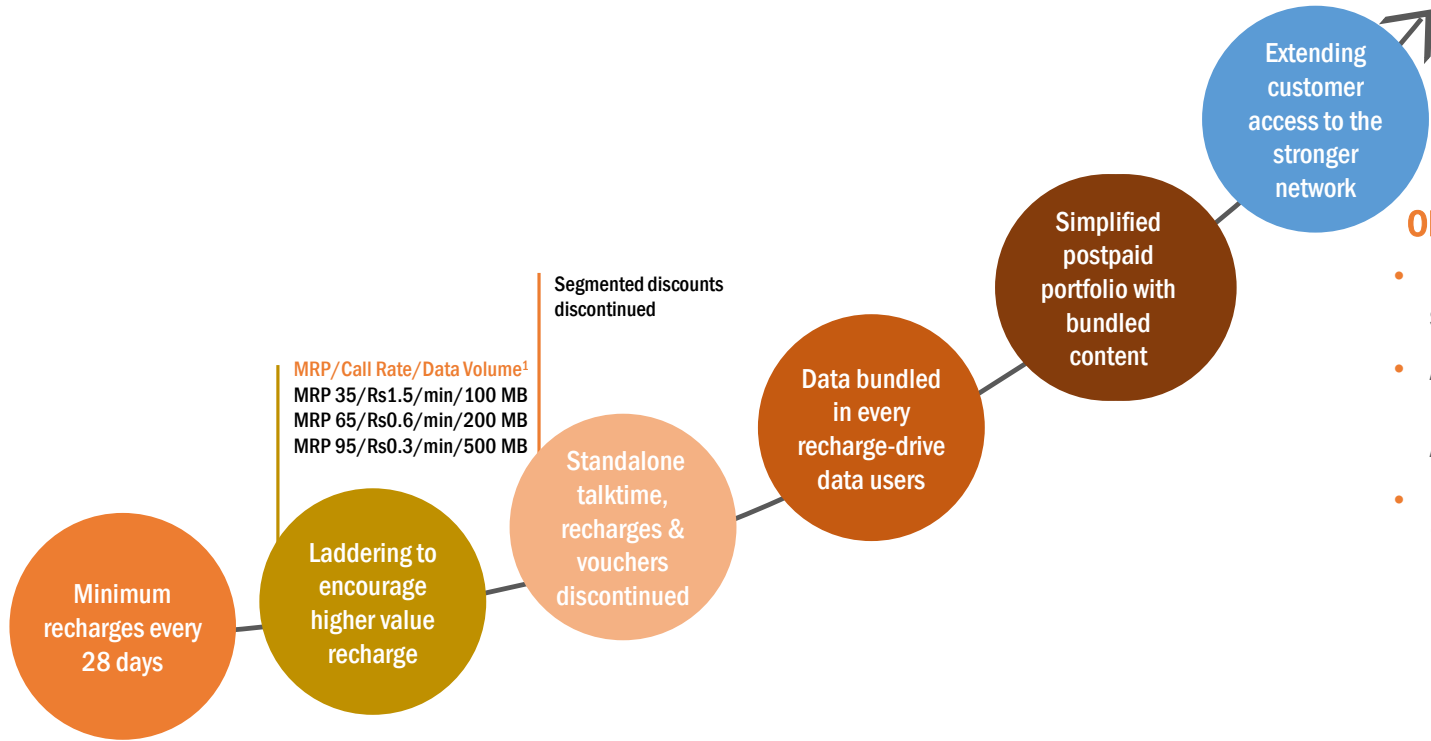 Minimum
recharges every
28 days
MRP/Call Rate/Data Volume¹
MRP 35/Rs1.5/min/100 MB
MRP 65/Rs0.6/min/200 MB
MRP 95/Rs0.3/min/500 MB
Laddering to
encourage
higher value
recharge
Segmented discounts
discontinued
Standalone
talktime,
recharges &
vouchers
discontinued
Data bundled
in every
recharge-drive
data users
Simplified
postpaid
portfolio with
bundled
content
Extending
customer
access to the
stronger
network